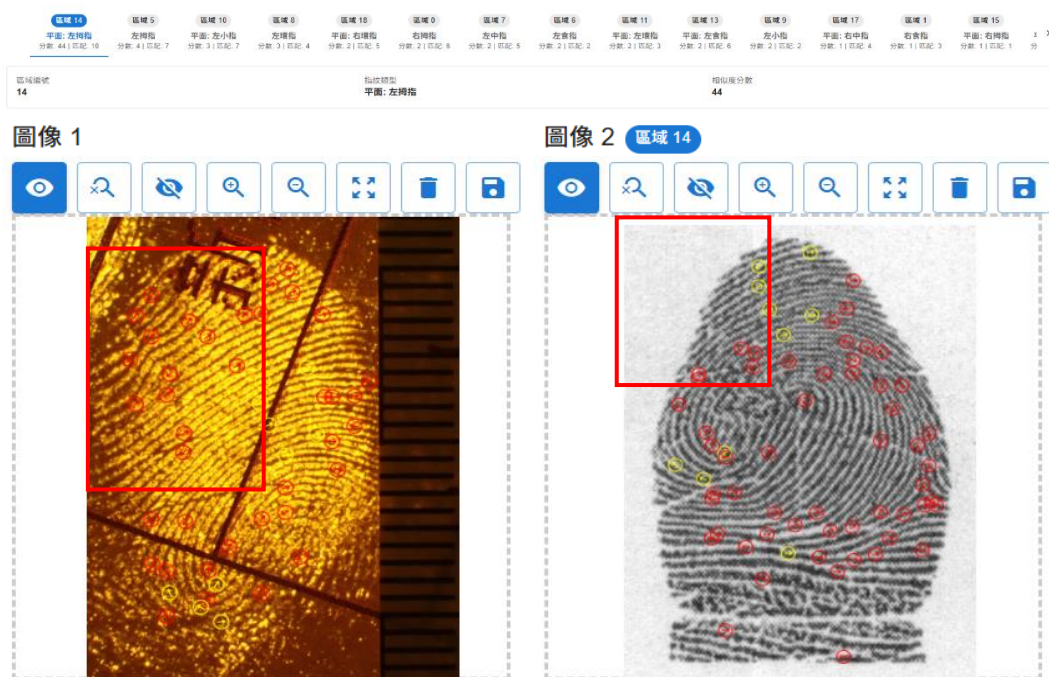 區域 14 區域 5 區域 10 區域 8 區域 18 區域 0 區域 7 區域 6 區域 11 區域 13 區域 9 區域 17 區域 1 區域 15
平面: 左拇指 左拇指 平面: 左小指 左環指 平面: 右環指 右拇指 左中指 左食指 平面: 左環指 平面: 左食指 左小指 平面: 右中指 右食指 平面: 右拇指
分數: 44 | 匹配: 10 分數: 4 | 匹配: 7 分數: 3 | 匹配: 7 分數: 3 | 匹配: 4 分數: 2 | 匹配: 5 分數: 2 | 匹配: 6 分數: 2 | 匹配: 5 分數: 2 | 匹配: 2 分數: 2 | 匹配: 3 分數: 2 | 匹配: 6 分數: 2 | 匹配: 2 分數: 1 | 匹配: 4 分數: 1 | 匹配: 3 分數: 1 | 匹配: 1 分
區域編號 指紋類型 相似度分數
14 平面: 左拇指 44
圖像 1 圖像 2 區域 14